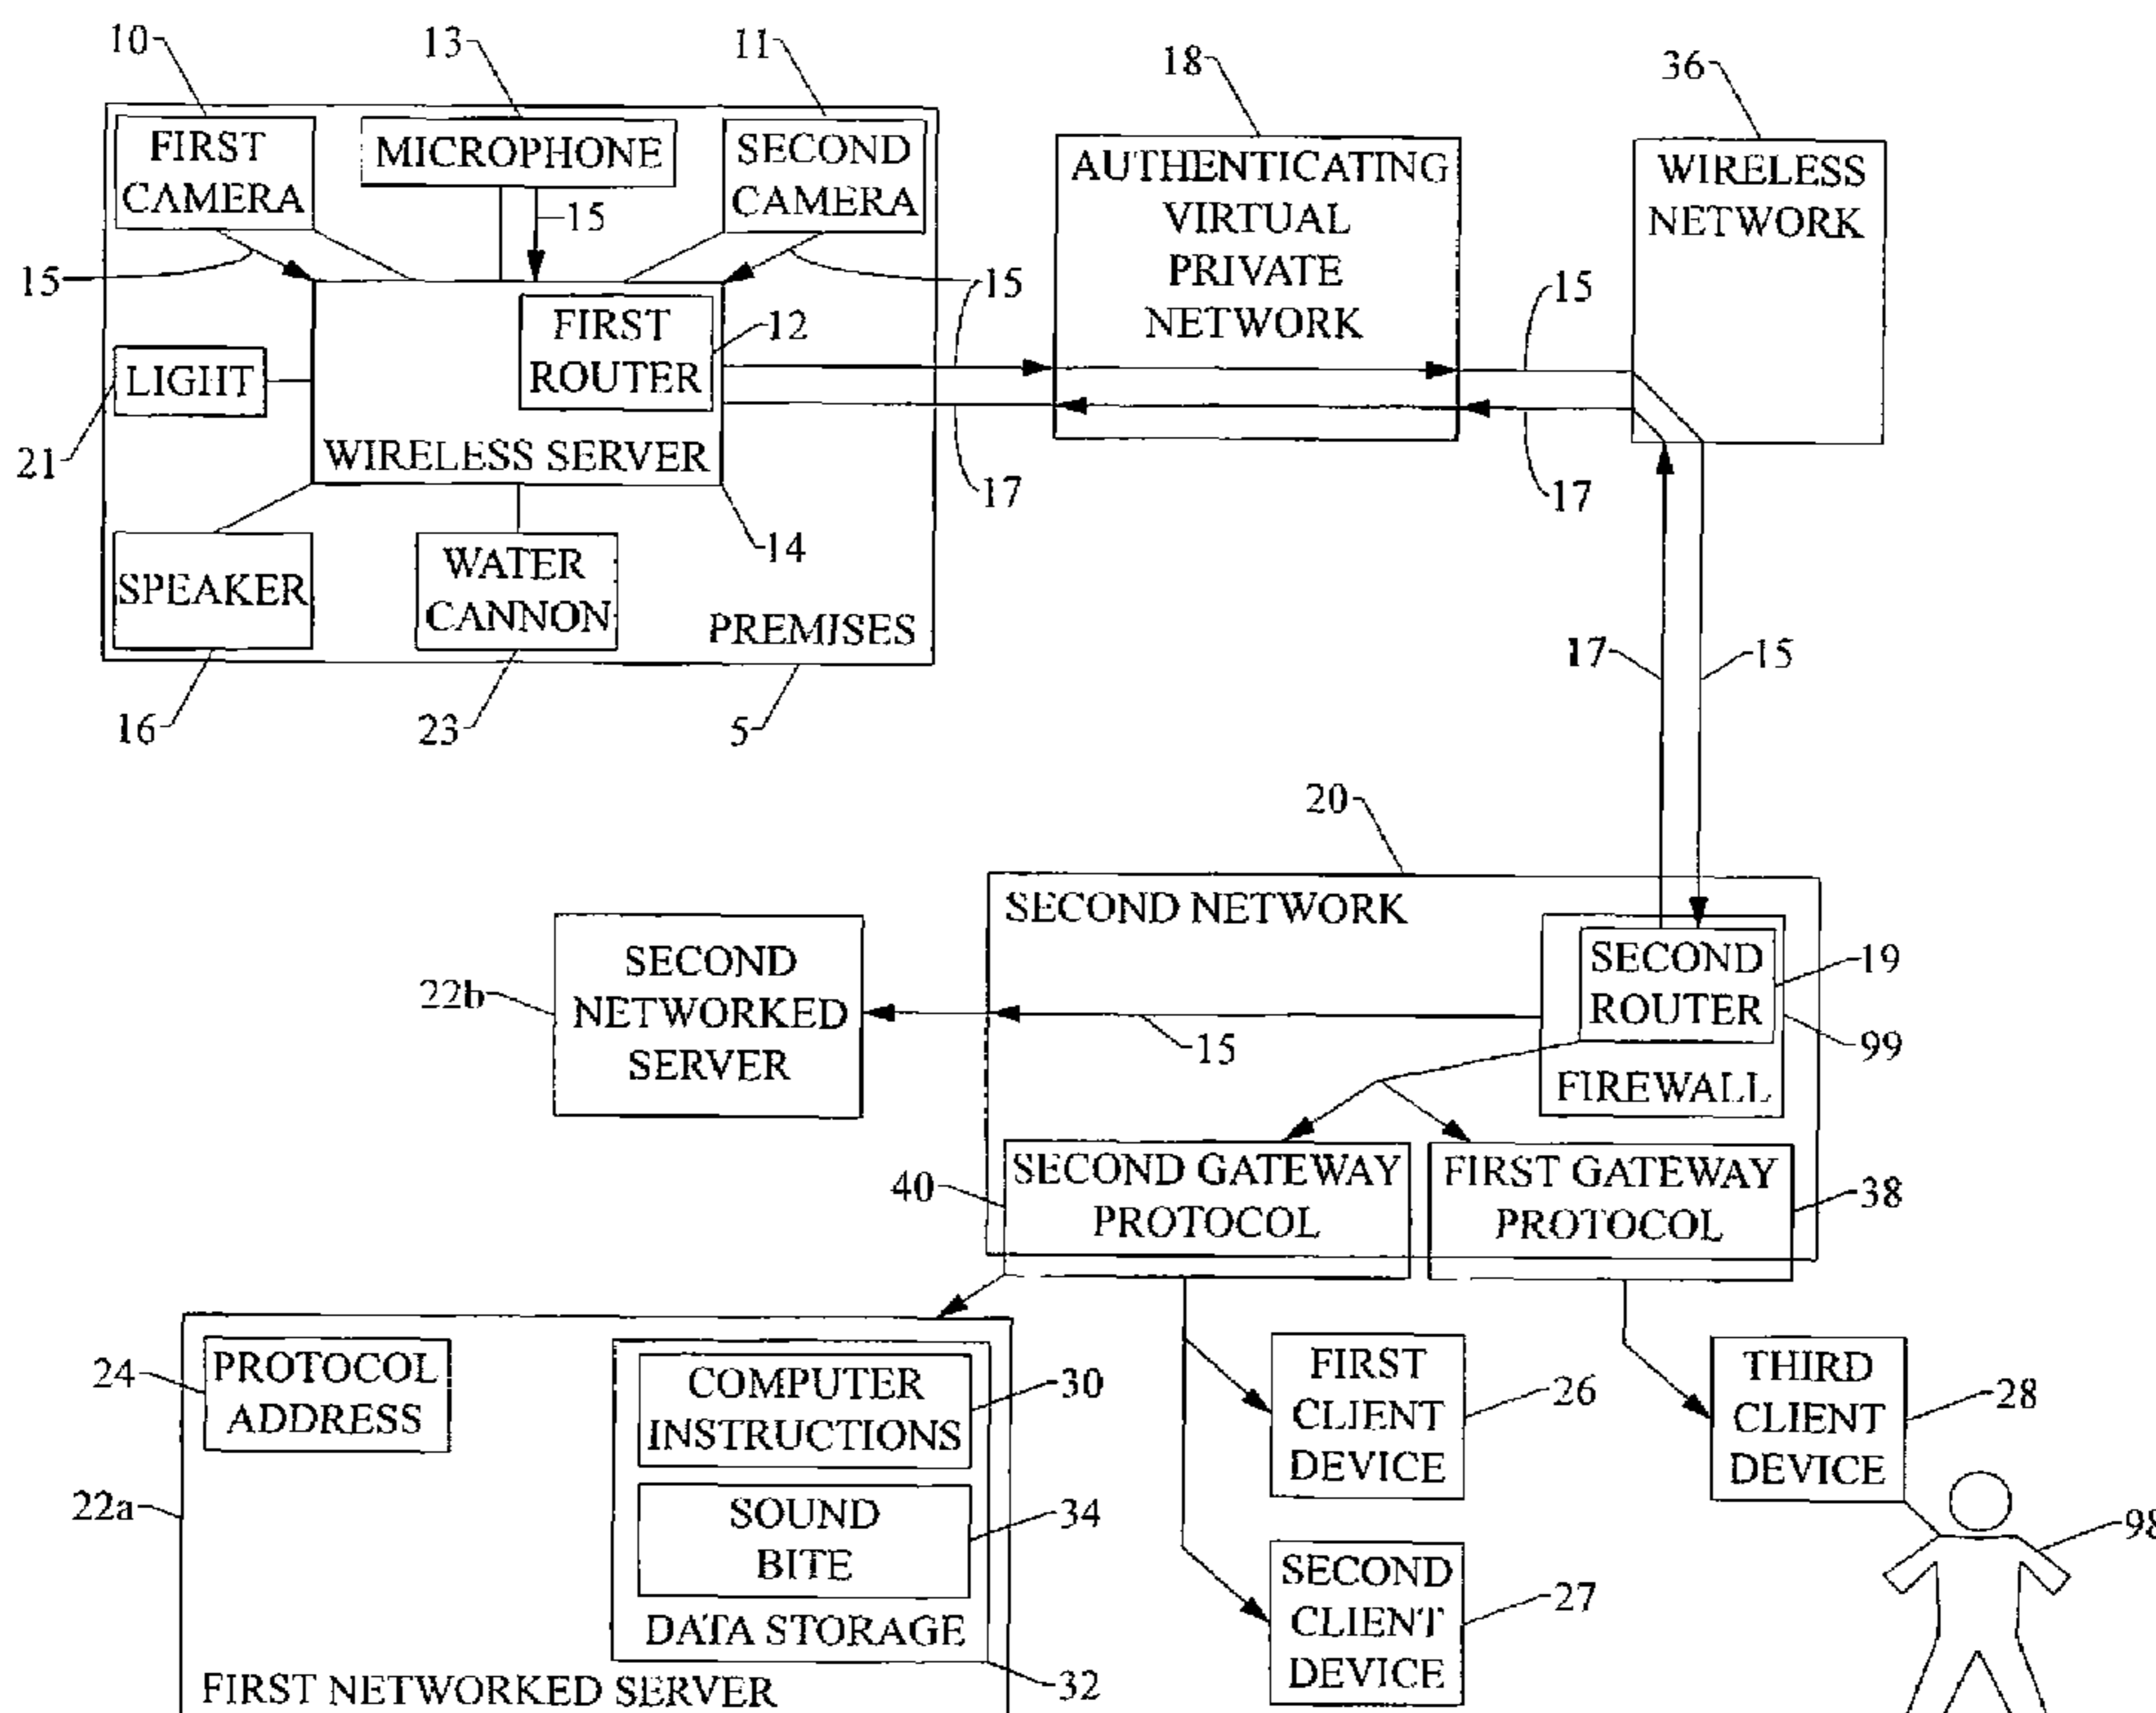 10
13
11
18
36
FIRST
CAMERA
MICROPHONE
SECOND
CAMERA
AUTHENTICATING
VIRTUAL
PRIVATE
NETWORK
WIRELESS
NETWORK
15
15
15
15
FIRST
ROUTER
12
LIGHT
21
WIRELESS SERVER
17
17
14
SPEAKER
WATER
CANNON
PREMISES
16
23
5
17
15
20
SECOND NETWORK
SECOND
NETWORKED
SERVER
22b
15
SECOND
ROUTER
19
99
FIREWALL
40
SECOND GATEWAY
PROTOCOL
FIRST GATEWAY
PROTOCOL
38
24
PROTOCOL
ADDRESS
COMPUTER
INSTRUCTIONS
30
FIRST
CLIENT
DEVICE
26
THIRD
CLIENT
DEVICE
28
22a
SOUND
BITE
34
98
SECOND
CLIENT
DEVICE
27
DATA STORAGE
32
FIRST NETWORKED SERVER